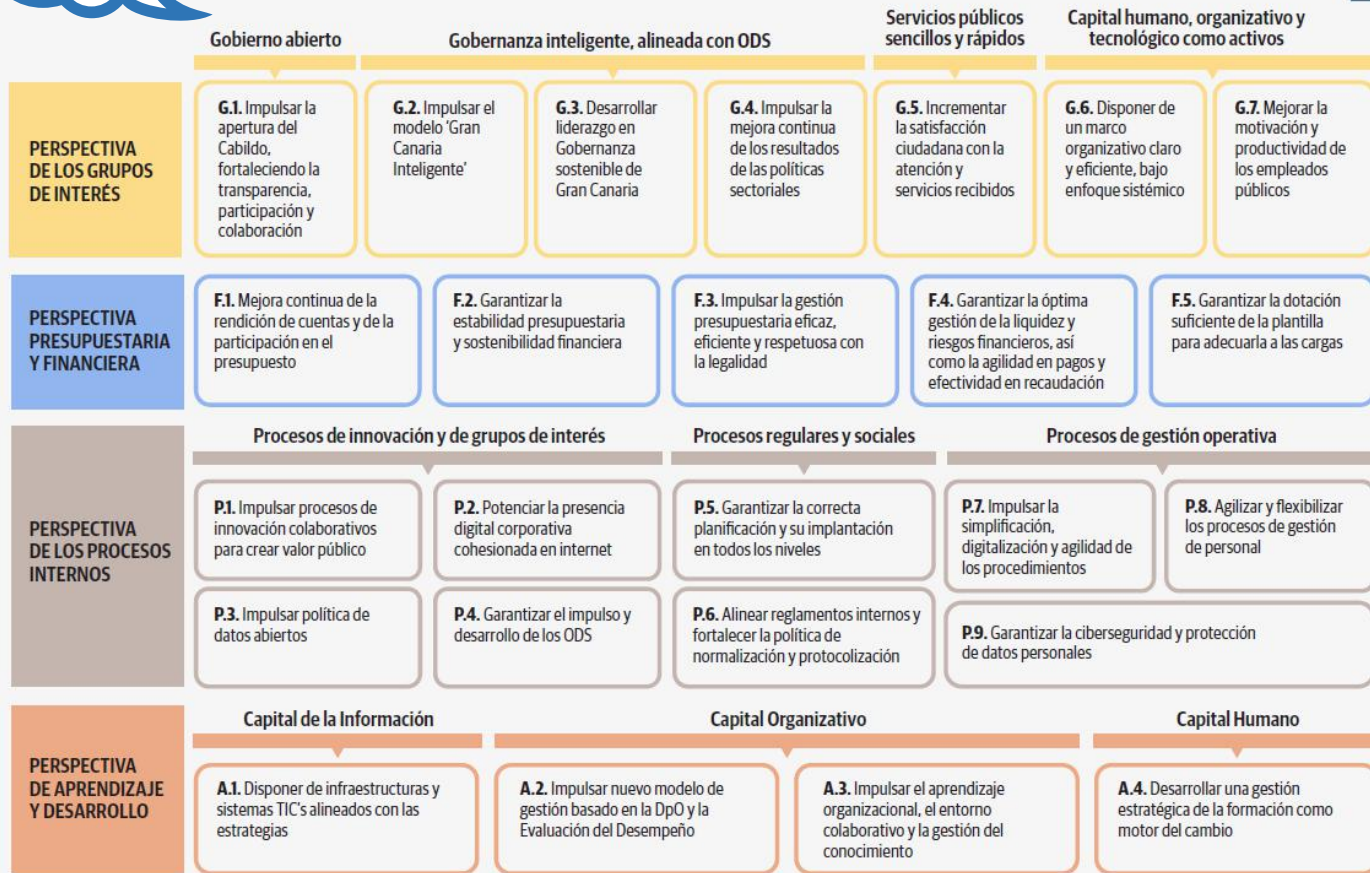 Gobierno abierto
Gobernanza inteligente, alineada con ODS
Servicios públicos
sencillos y rápidos
Capital humano, organizativo y
tecnológico como activos
PERSPECTIVA
DE LOS GRUPOS
DE INTERÉS
G.1. Impulsar la
apertura del
Cabildo,
fortaleciendo la
transparencia,
participación y
colaboración
G.2. Impulsar el
modelo ‘Gran
Canaria
Inteligente’
G.3. Desarrollar
liderazgo en
Gobernanza
sostenible de
Gran Canaria
G.4. Impulsar la
mejora continua
de los resultados
de las políticas
sectoriales
G.5. Incrementar
la satisfacción
ciudadana con la
atención y
servicios recibidos
G.6. Disponer de
un marco
organizativo claro
y eficiente, bajo
enfoque sistémico
G.7. Mejorar la
motivación y
productividad de
los empleados
públicos
PERSPECTIVA
PRESUPUESTARIA
Y FINANCIERA
F.1. Mejora continua de la
rendición de cuentas y de la
participación en el
presupuesto
F.2. Garantizar la
estabilidad presupuestaria
y sostenibilidad financiera
F.3. Impulsar la gestión
presupuestaria eficaz,
eficiente y respetuosa con
la legalidad
F.4. Garantizar la óptima
gestión de la liquidez y
riesgos financieros, así
como la agilidad en pagos y
efectividad en recaudación
F.5. Garantizar la dotación
suficiente de la plantilla
para adecuarla a las cargas
Procesos de innovación y de grupos de interés
Procesos regulares y sociales
Procesos de gestión operativa
PERSPECTIVA
DE LOS PROCESOS
INTERNOS
P.1. Impulsar procesos de
innovación colaborativos
para crear valor público
P.2. Potenciar la presencia
digital corporativa
cohesionada en internet
P.5. Garantizar la correcta
planificación y su implantación
en todos los niveles
P.7. Impulsar la
simplificación,
digitalización y agilidad de
los procedimientos
P.8. Agilizar y flexibilizar
los procesos de gestión
de personal
P.3. Impulsar política de
datos abiertos
P.4. Garantizar el impulso y
desarrollo de los ODS
P.6. Alinear reglamentos internos y
fortalecer la política de
normalización y protocolización
P.9. Garantizar la ciberseguridad y protección
de datos personales
Capital de la Información
Capital Organizativo
Capital Humano
PERSPECTIVA
DE APRENDIZAJE
Y DESARROLLO
A.1. Disponer de infraestructuras y
sistemas TIC's alineados con las
estrategias
A.2. Impulsar nuevo modelo de
gestión basado en la DpO y la
Evaluación del Desempeño
A.3. Impulsar el aprendizaje
organizacional, el entorno
colaborativo y la gestión del
conocimiento
A.4. Desarrollar una gestión
estratégica de la formación como
motor del cambio